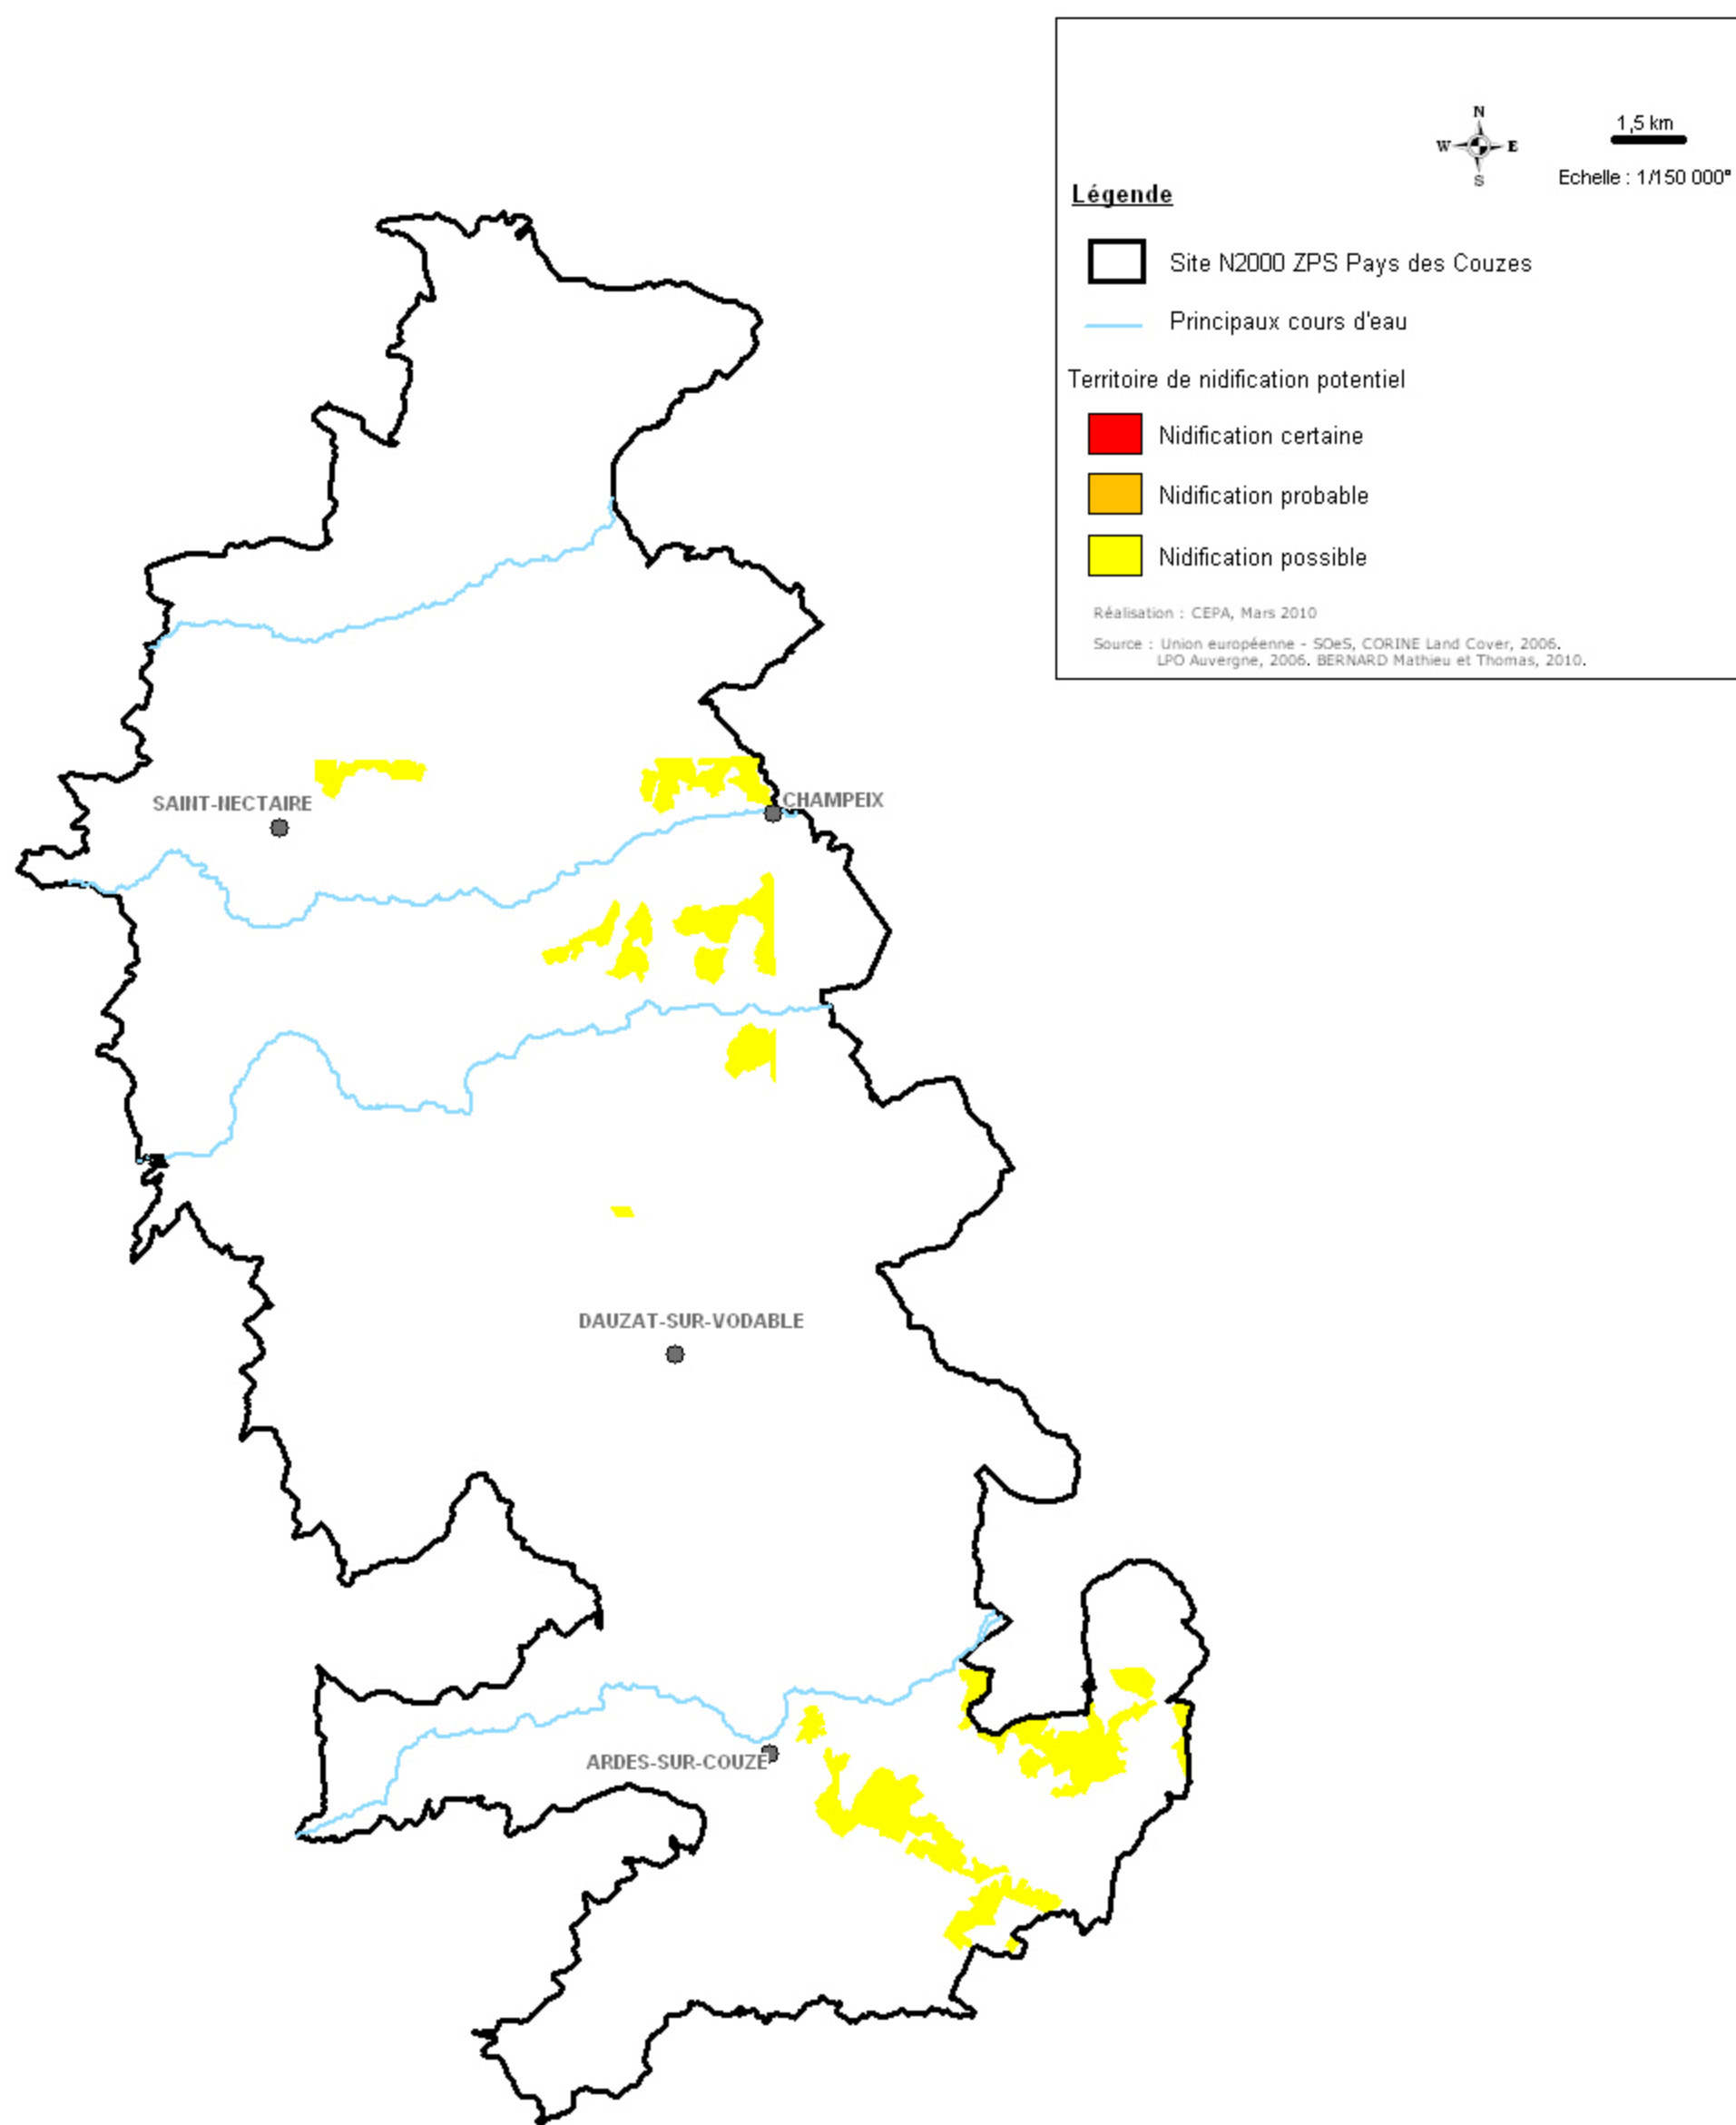 N
W E
S
1,5 km
Echelle : 1/150 000°
Légende
Site N2000 ZPS Pays des Couzes
Principaux cours d'eau
Territoire de nidification potentiel
Nidification certaine
Nidification probable
Nidification possible
Réalisation : CEPA, Mars 2010
Source : Union européenne - SOeS, CORINE Land Cover, 2006.
LPO Auvergne, 2006. BERNARD Mathieu et Thomas, 2010.
SAINT-NECTAIRE
CHAMPEIX
DAUZAT-SUR-VODABLE
ARDES-SUR-COUZE